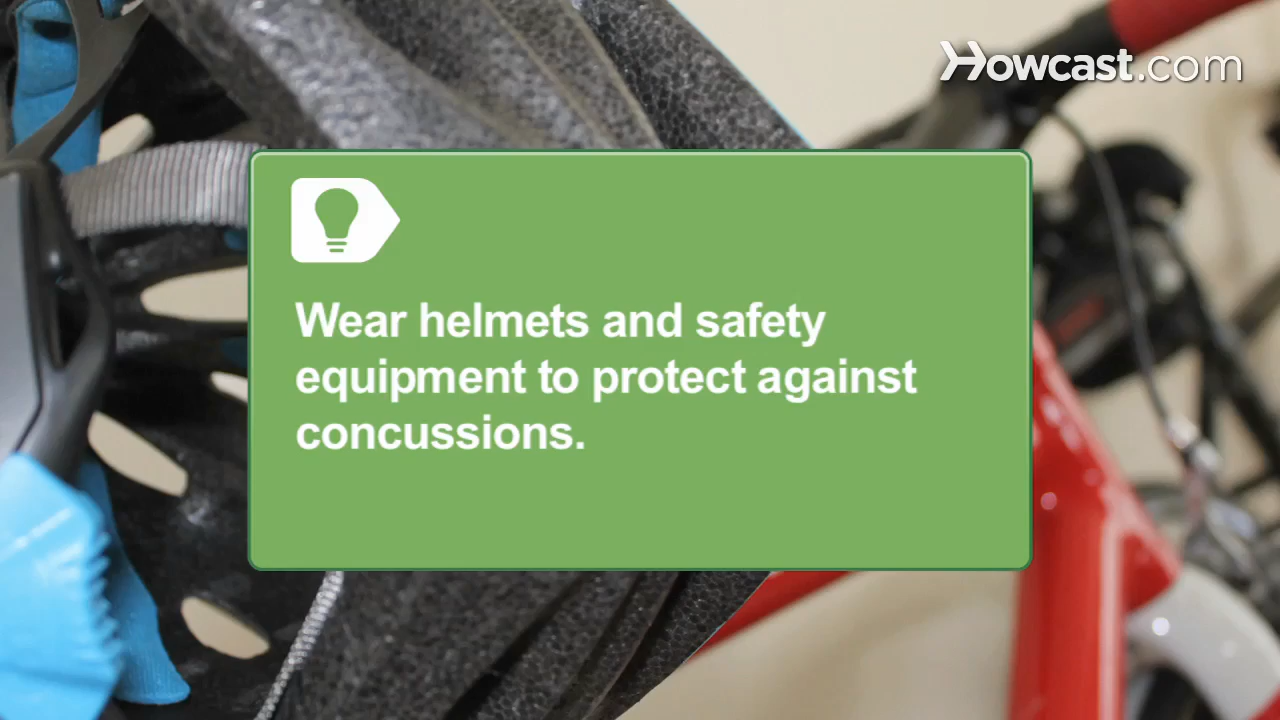 Howcast.com
Wear helmets and safety
equipment to protect against
concussions.